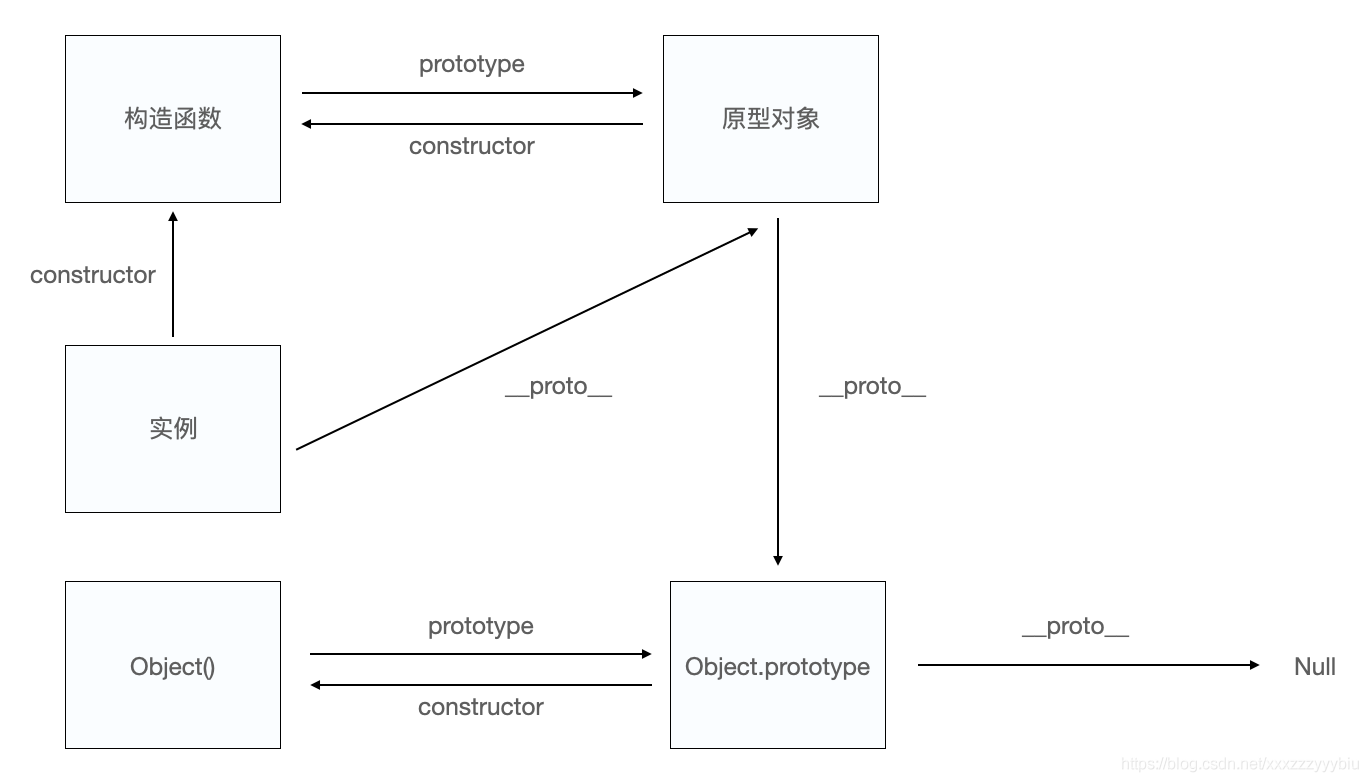 prototype
构造函数
原型对象
constructor
constructor
__proto__
__proto__
实例
prototype
__proto__
Object()
Object.prototype
Null
constructor
https://blog.csdn.net/xxxzzzyyybiu